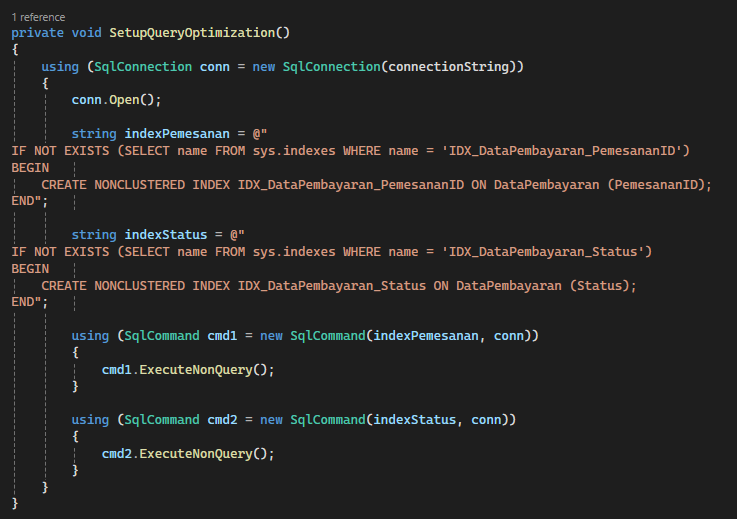 1 reference
private void SetupQueryOptimization()
{
    using (SqlConnection conn = new SqlConnection(connectionString))
    {
        conn.Open();

        string indexPemesanan = @"
IF NOT EXISTS (SELECT name FROM sys.indexes WHERE name = 'IDX_DataPembayaran_PemesananID')
BEGIN
    CREATE NONCLUSTERED INDEX IDX_DataPembayaran_PemesananID ON DataPembayaran (PemesananID);
END";

        string indexStatus = @"
IF NOT EXISTS (SELECT name FROM sys.indexes WHERE name = 'IDX_DataPembayaran_Status')
BEGIN
    CREATE NONCLUSTERED INDEX IDX_DataPembayaran_Status ON DataPembayaran (Status);
END";

        using (SqlCommand cmd1 = new SqlCommand(indexPemesanan, conn))
        {
            cmd1.ExecuteNonQuery();
        }

        using (SqlCommand cmd2 = new SqlCommand(indexStatus, conn))
        {
            cmd2.ExecuteNonQuery();
        }
    }
}